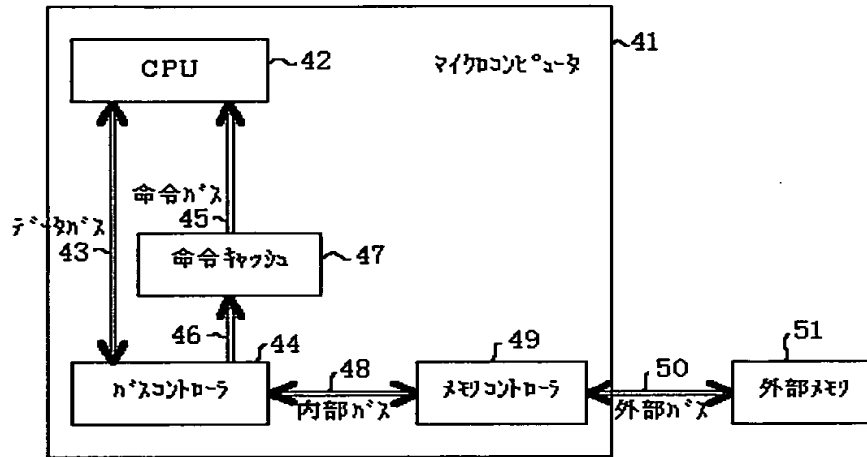 CPU
42
マイクロコンピュータ
41
命令バス
45
データバス
43
命令キャッシュ
47
46
44
バスコントローラ
48
内部バス
49
メモリコントローラ
50
外部バス
51
外部メモリ